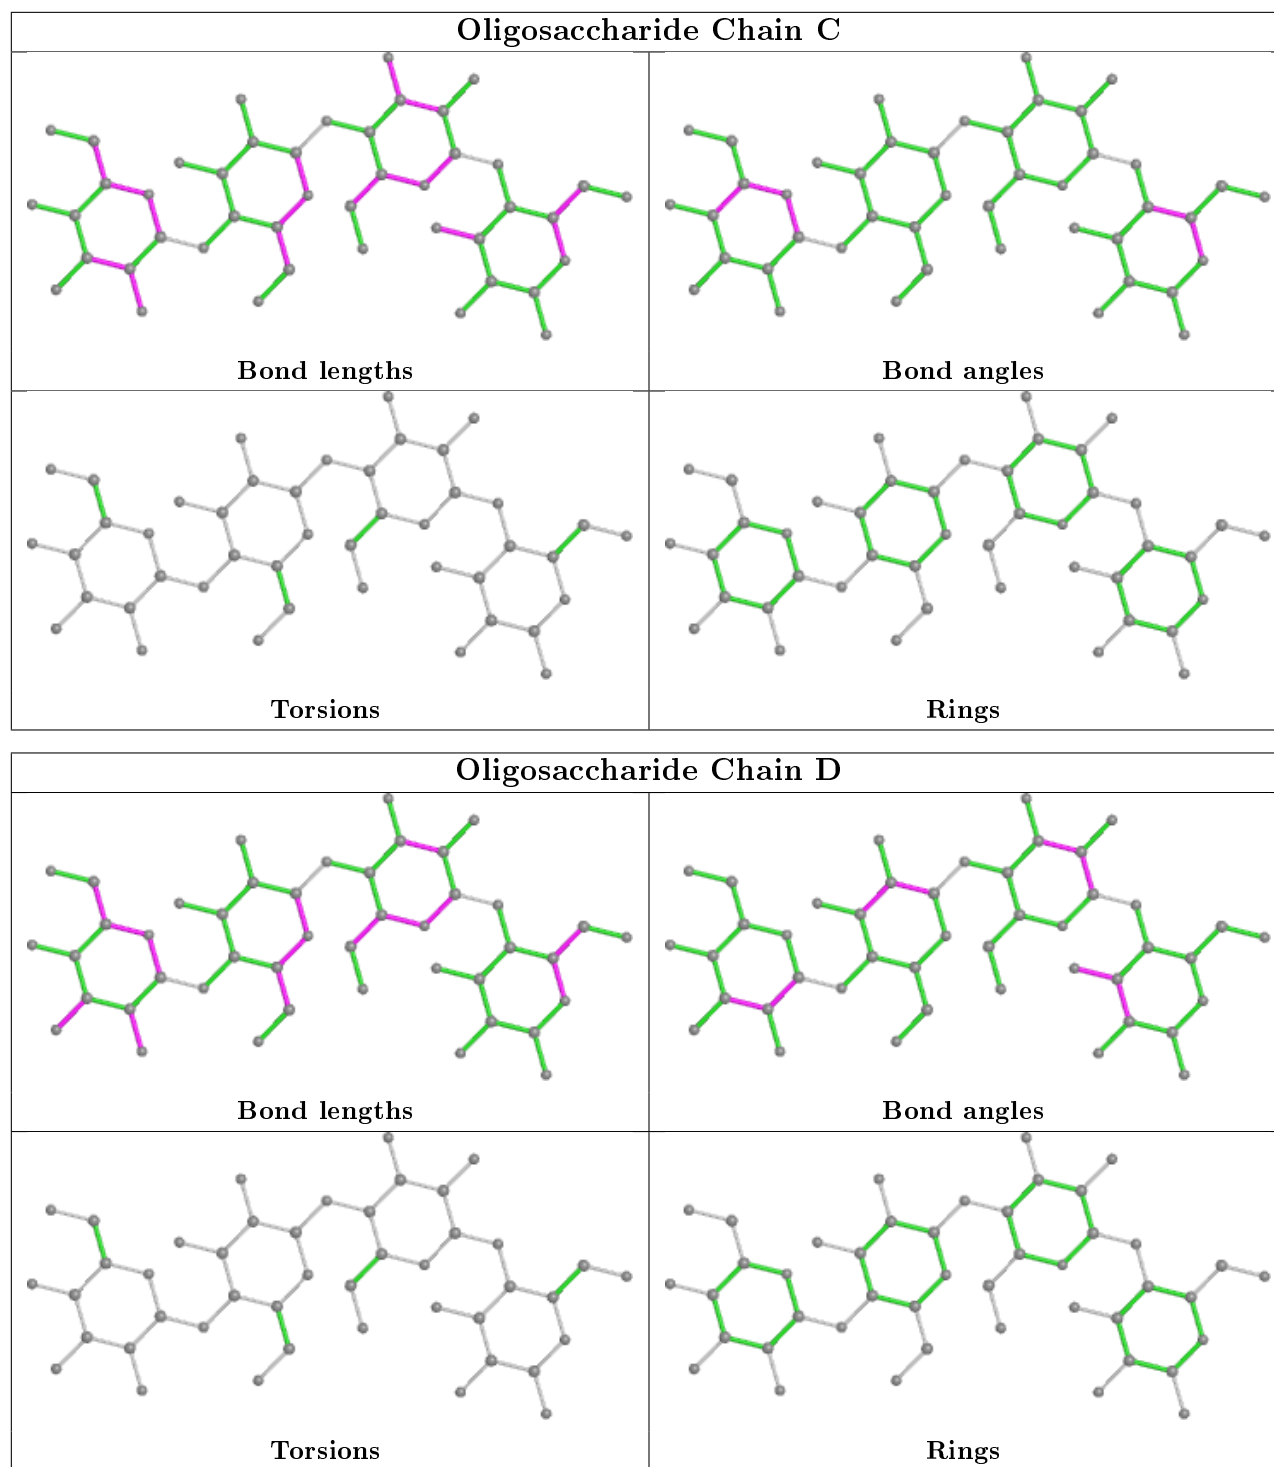 Oligosaccharide Chain C
Bond lengths
Bond angles
Torsions
Rings
Oligosaccharide Chain D
Bond lengths
Bond angles
Torsions
Rings